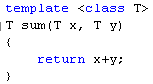 template <class T>
T sum(T x, T y)
{
    return x+y;
}